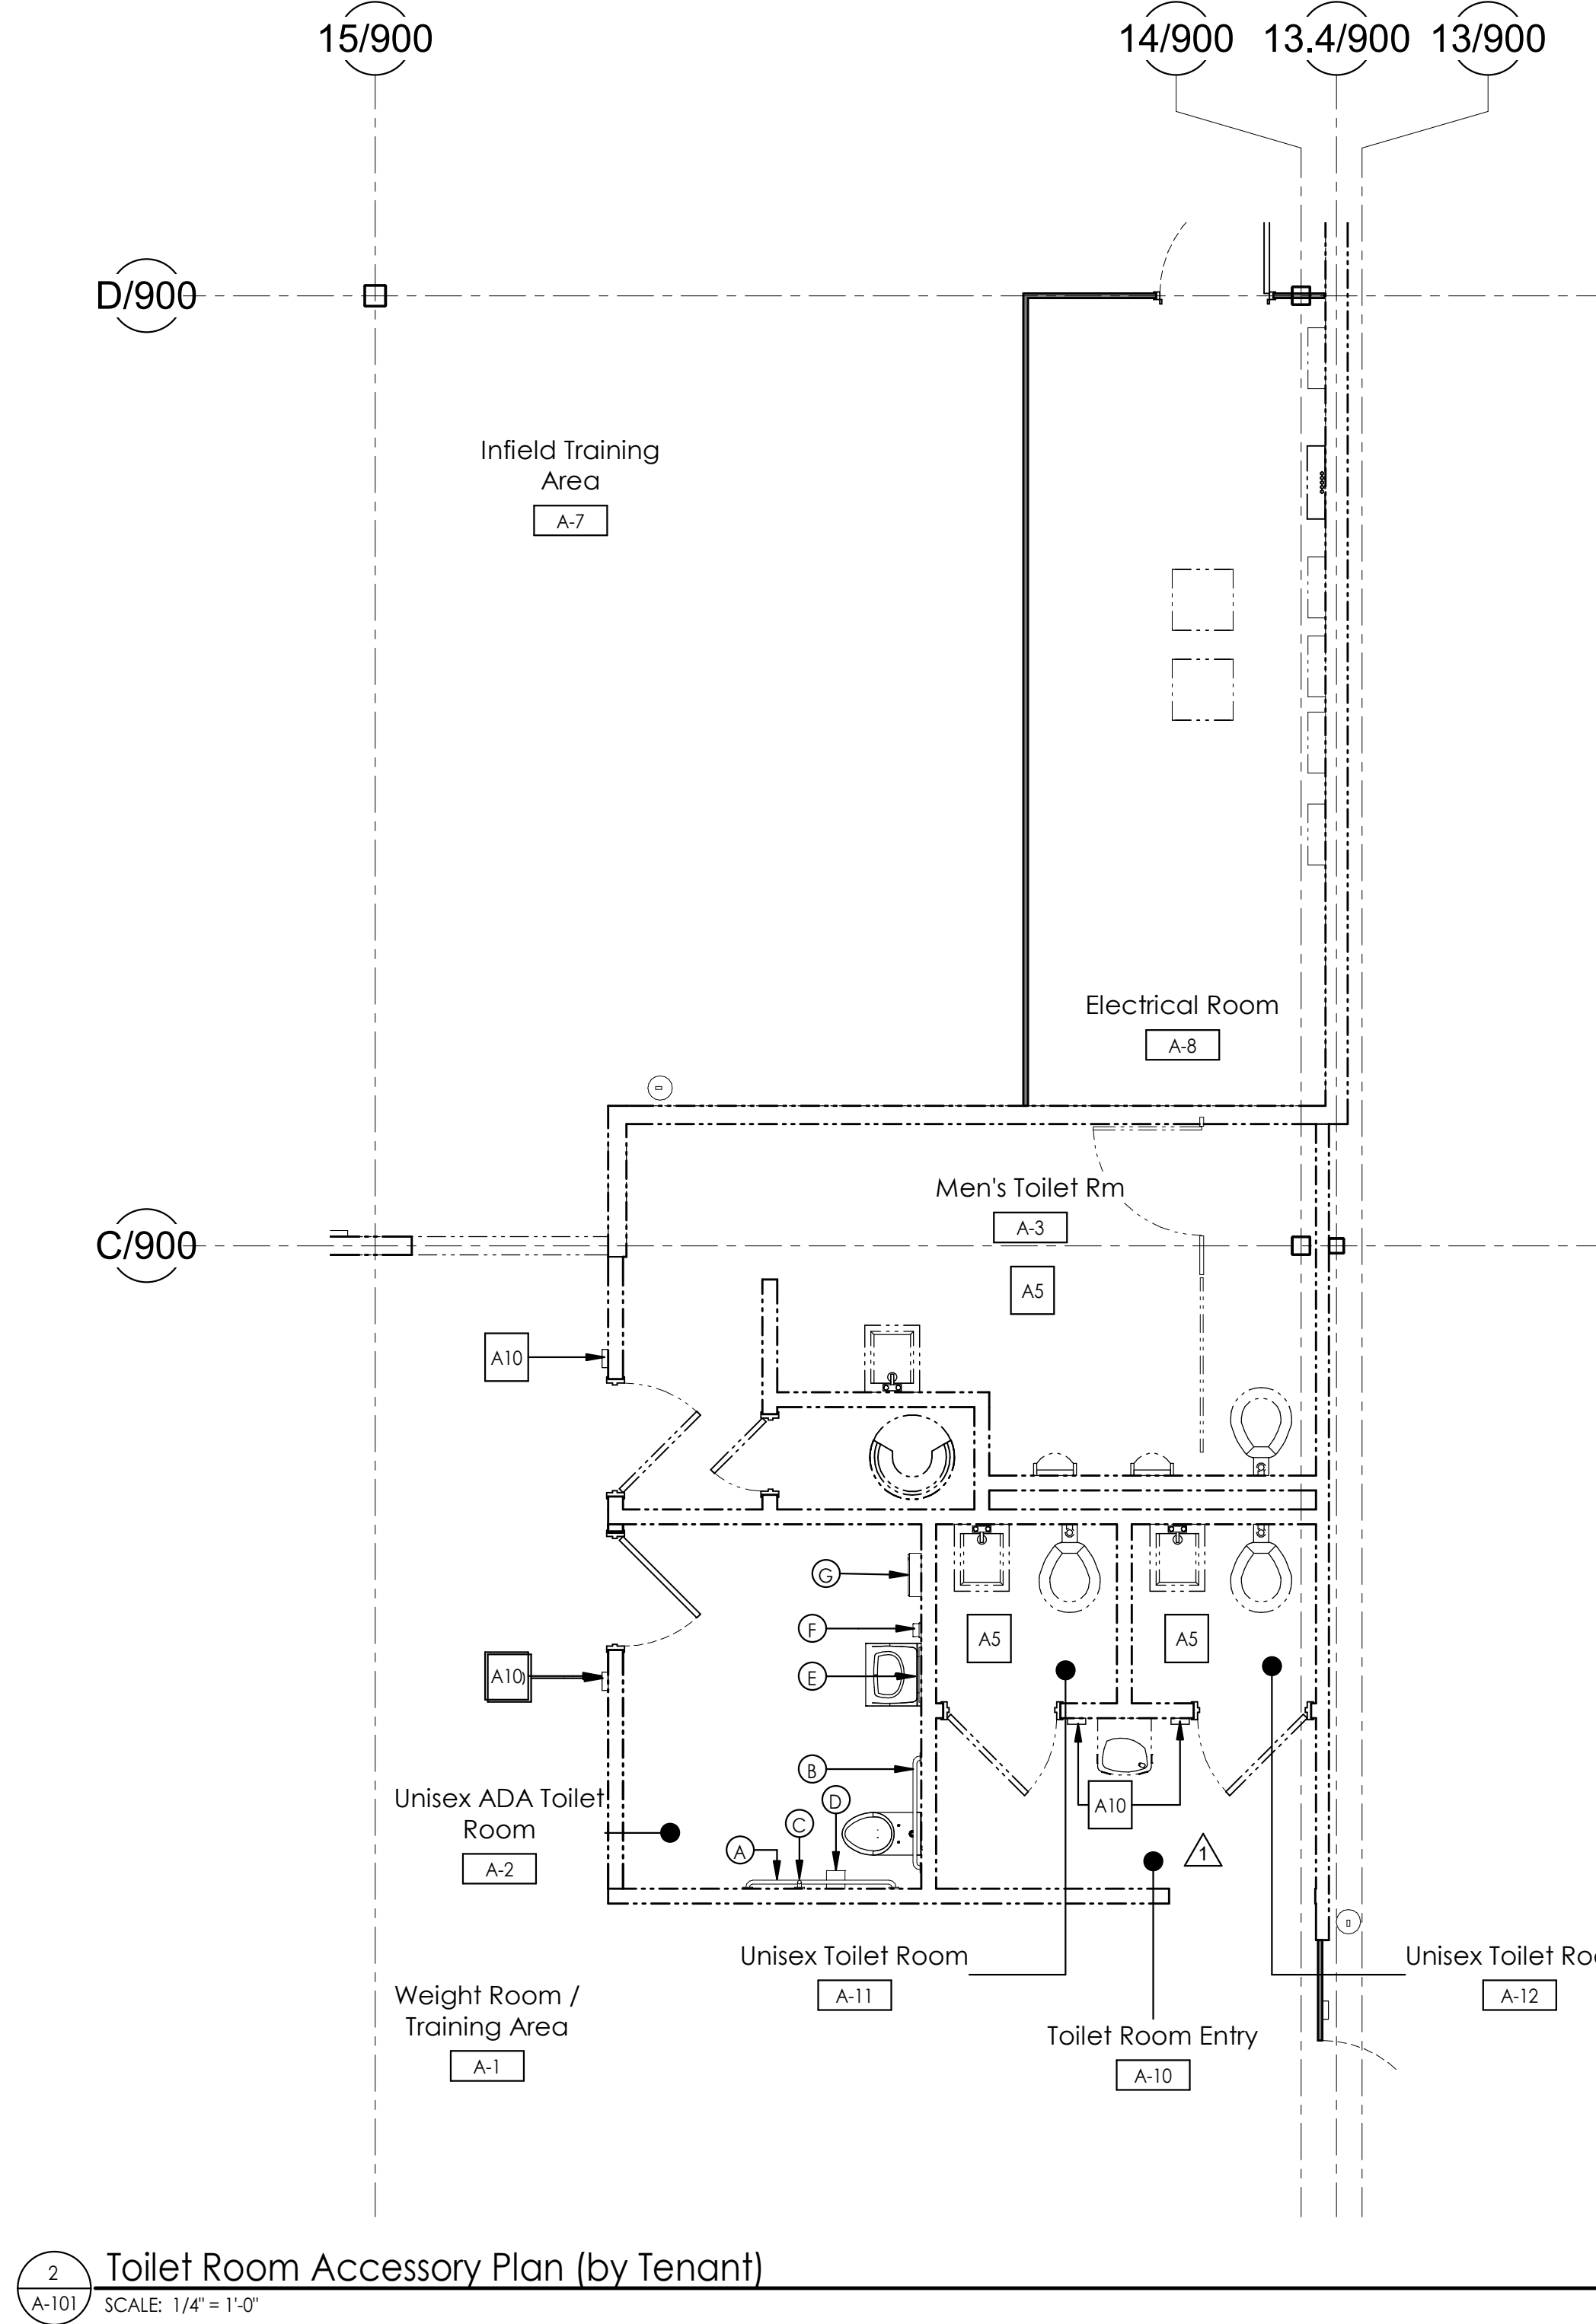 15/900
14/900
13.4/900
13/900
D/900
Infield Training
Area
A-7
Electrical Room
A-8
Men's Toilet Rm
A-3
C/900
A5
A10
G
F
A5
A5
E
A10
B
Unisex ADA Toilet
Room
A-2
D
A10
C
A
1
Unisex Toilet Room
A-11
Unisex Toilet
A-12
Weight Room /
Training Area
A-1
Toilet Room Entry
A-10
2
A-101
Toilet Room Accessory Plan (by Tenant)
SCALE: 1/4" = 1'-0"